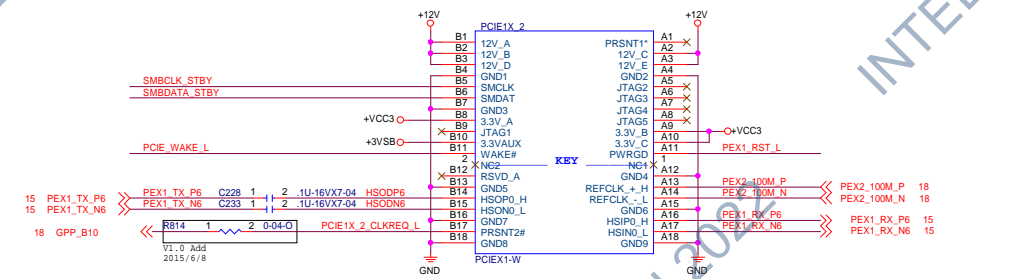 +12V +12V
PCIE1X_2
B1 12V_A PRSNT1* A1
B2 12V_B 12V_C A2
B3 12V_D 12V_E A3
B4 GND1 GND2 A4
SMBCLK_STBY B5 SMCLK JTAG2 A5
SMBDATA_STBY B6 SMDAT JTAG3 A6
B7 GND3 JTAG4 A7
+VCC3 B8 3.3V_A JTAG5 A8
B9 JTAG1 3.3V_B A9 +VCC3
+3VSB B10 3.3VAUX 3.3V_C A10
PCIE_WAKE_L B11 WAKE# PWRGD A11 PEX1_RST_L
2 NC2 KEY NC1 1
B12 RSVD_A GND4 A12
B13 GND5 REFCLK_+_H A13 PEX2_100M_P PEX2_100M_P 18
15 PEX1_TX_P6 PEX1_TX_P6 C228 1 2 .1U-16VX7-04 HSODP6 B14 HSOP0_H REFCLK_-_L A14 PEX2_100M_N PEX2_100M_N 18
15 PEX1_TX_N6 PEX1_TX_N6 C233 1 2 .1U-16VX7-04 HSODN6 B15 HSON0_L GND6 A15
B16 GND7 HSIP0_H A16 PEX1_RX_P6 PEX1_RX_P6 15
18 GPP_B10 R814 1 2 0-04-O PCIE1X_2_CLKREQ_L B17 PRSNT2# HSIN0_L A17 PEX1_RX_N6 PEX1_RX_N6 15
B18 GND8 GND9 A18
V1.0 Add
2015/6/8
PCIEX1-W
GND GND
INTEL
2022